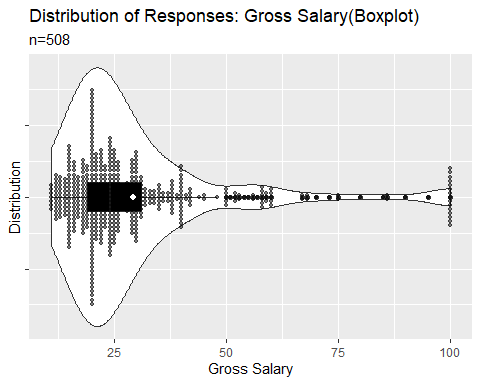 Distribution of Responses: Gross Salary(Boxplot)
n=508
Distribution
25 50 75 100
Gross Salary